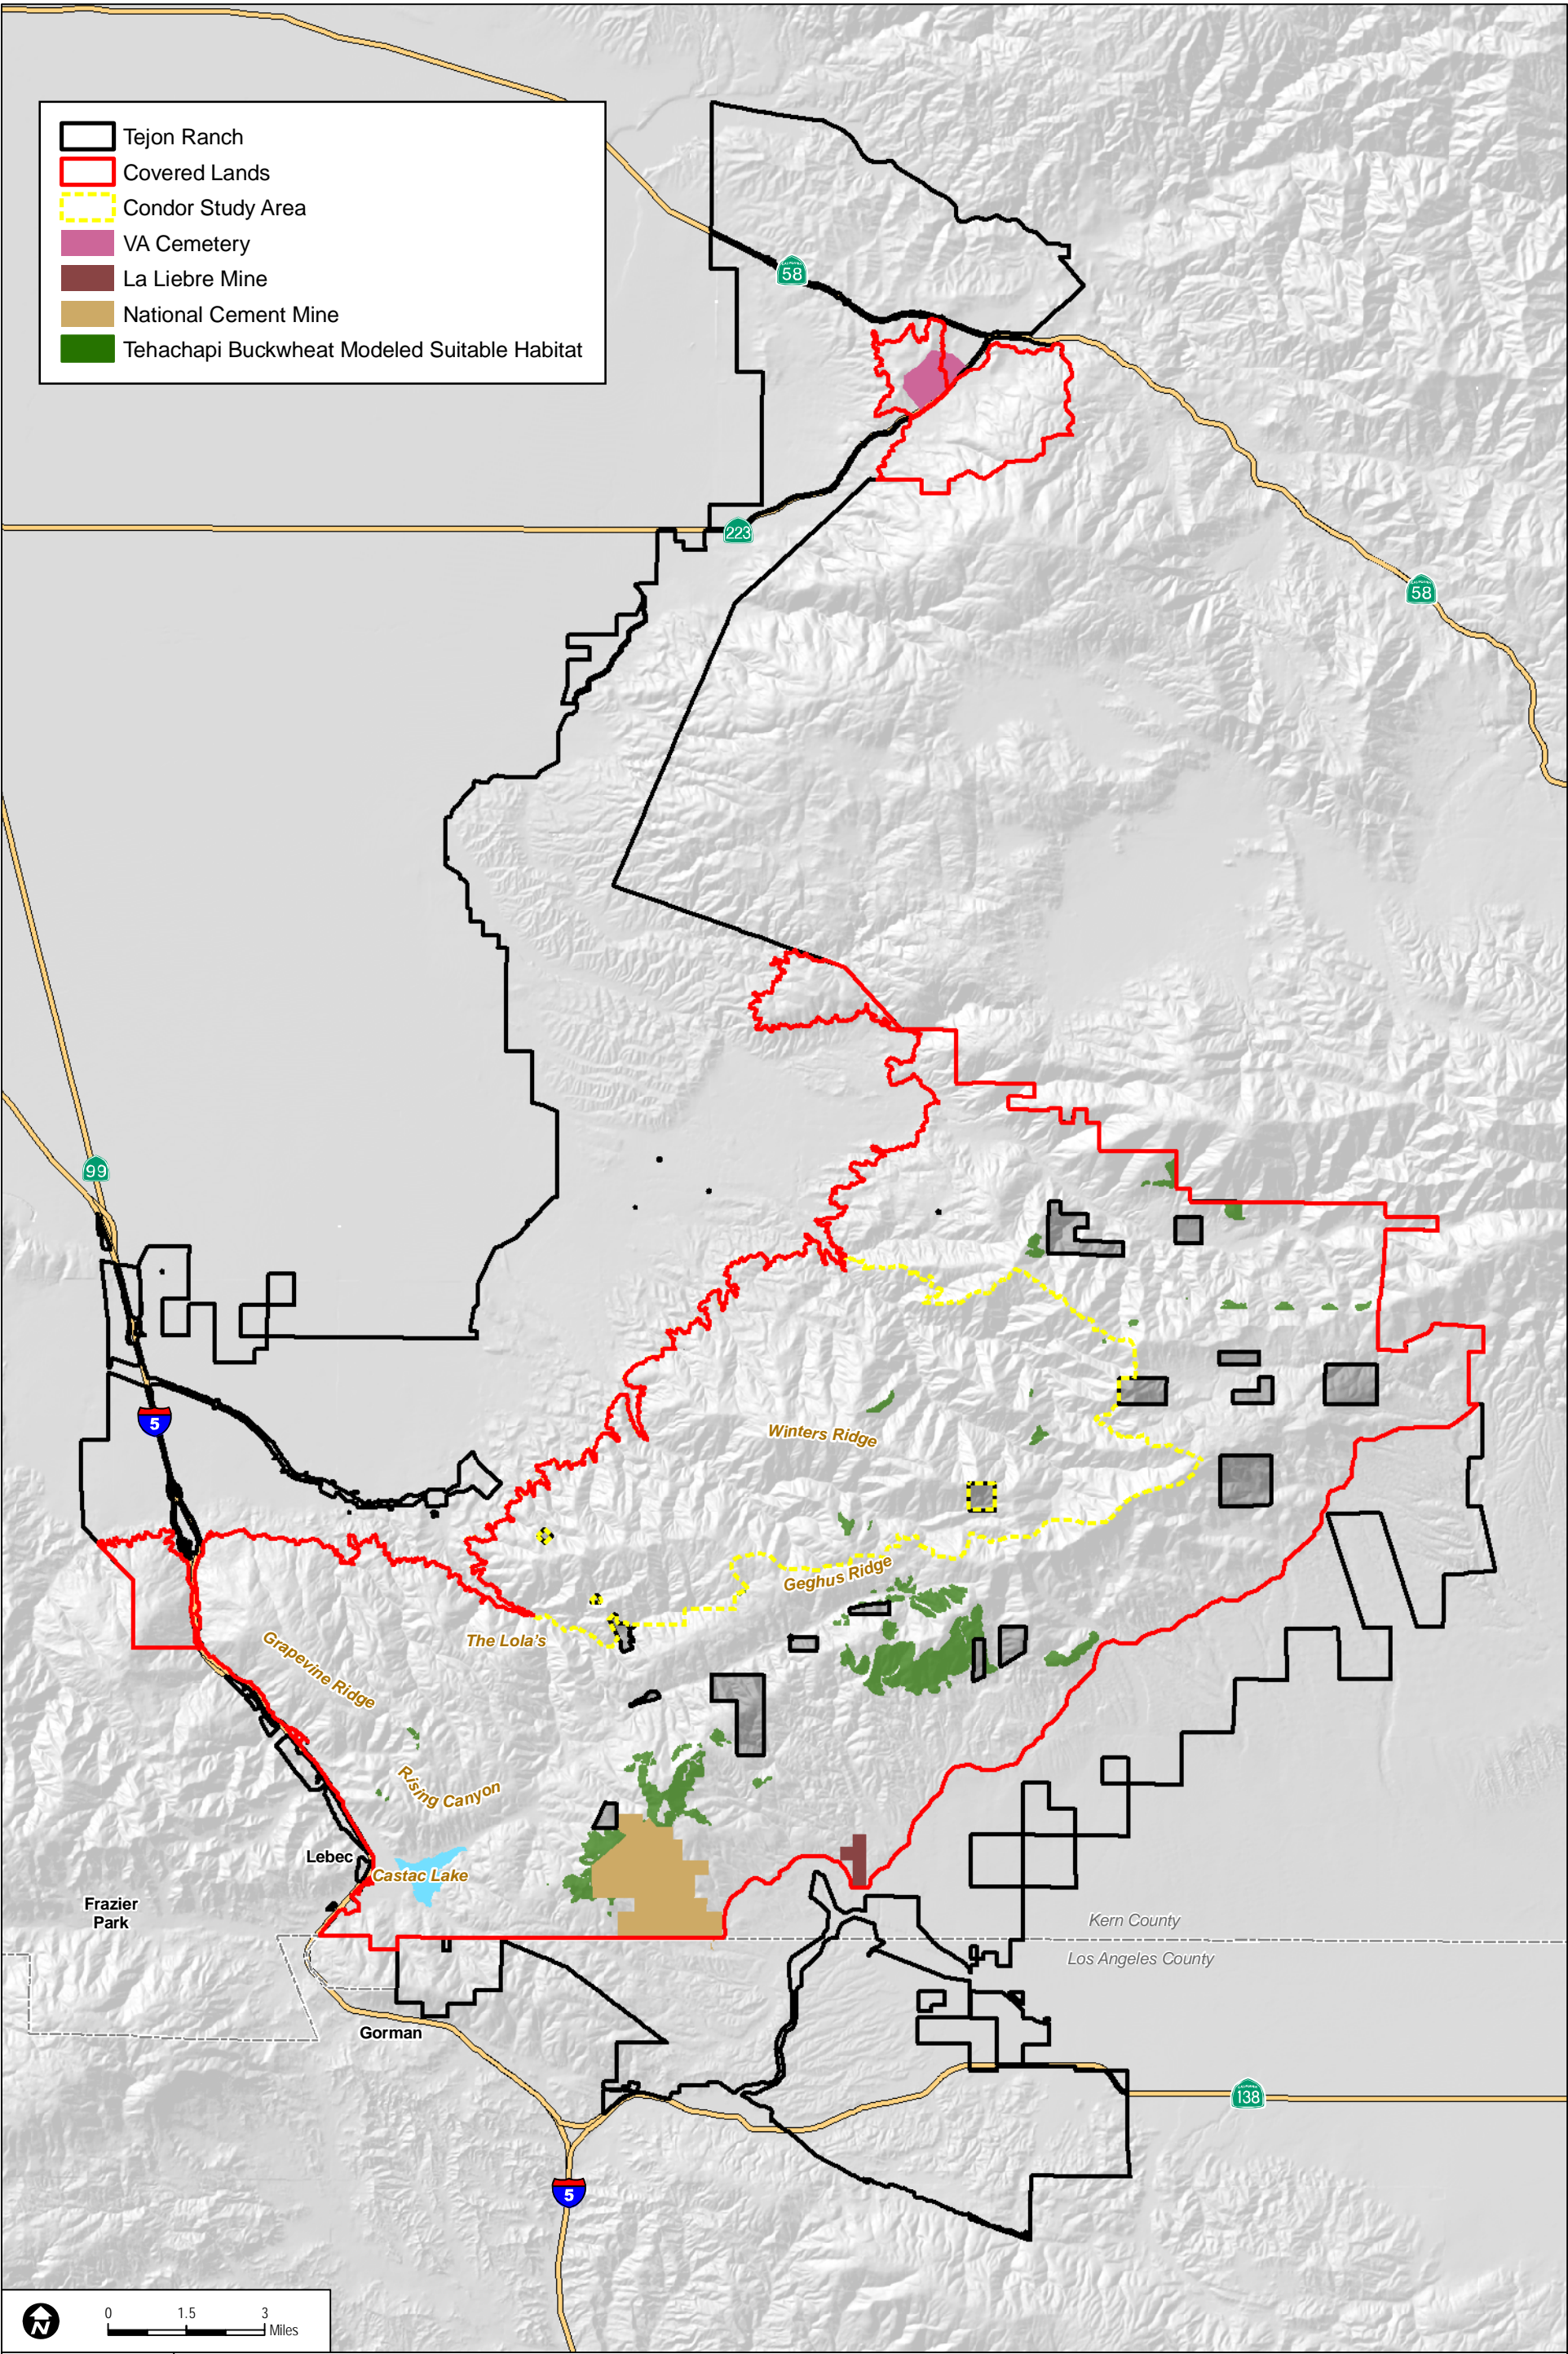 Tejon Ranch
Covered Lands
Condor Study Area
VA Cemetery
La Liebre Mine
National Cement Mine
Tehachapi Buckwheat Modeled Suitable Habitat
58
223
58
99
5
Winters Ridge
Geghus Ridge
The Lola's
Grapevine Ridge
Rising Canyon
Lebec
Castac Lake
Frazier
Park
Kern County
Los Angeles County
Gorman
138
5
N
0 1.5 3
Miles